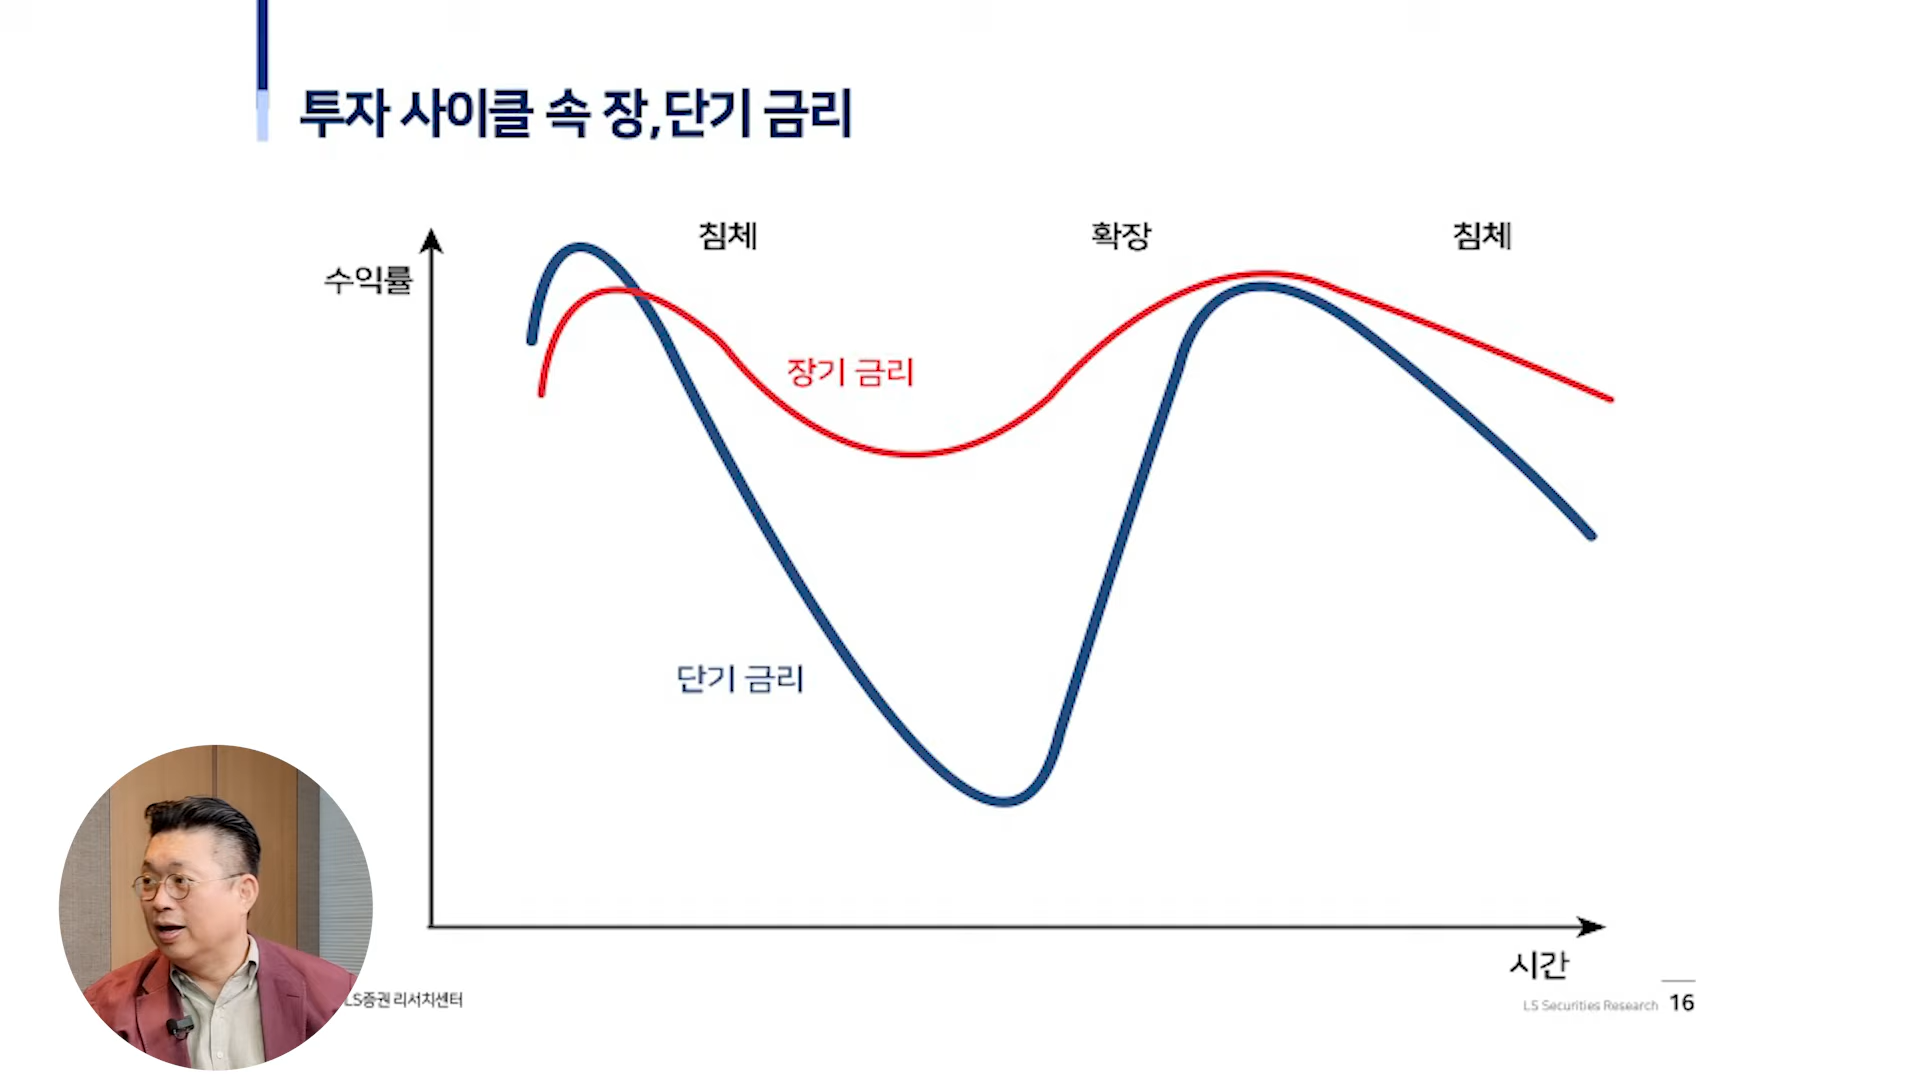 투자 사이클 속 장,단기 금리
침체
확장
침체
수익률
장기 금리
단기 금리
시간
LS증권 리서치센터
LS Securities Research 16